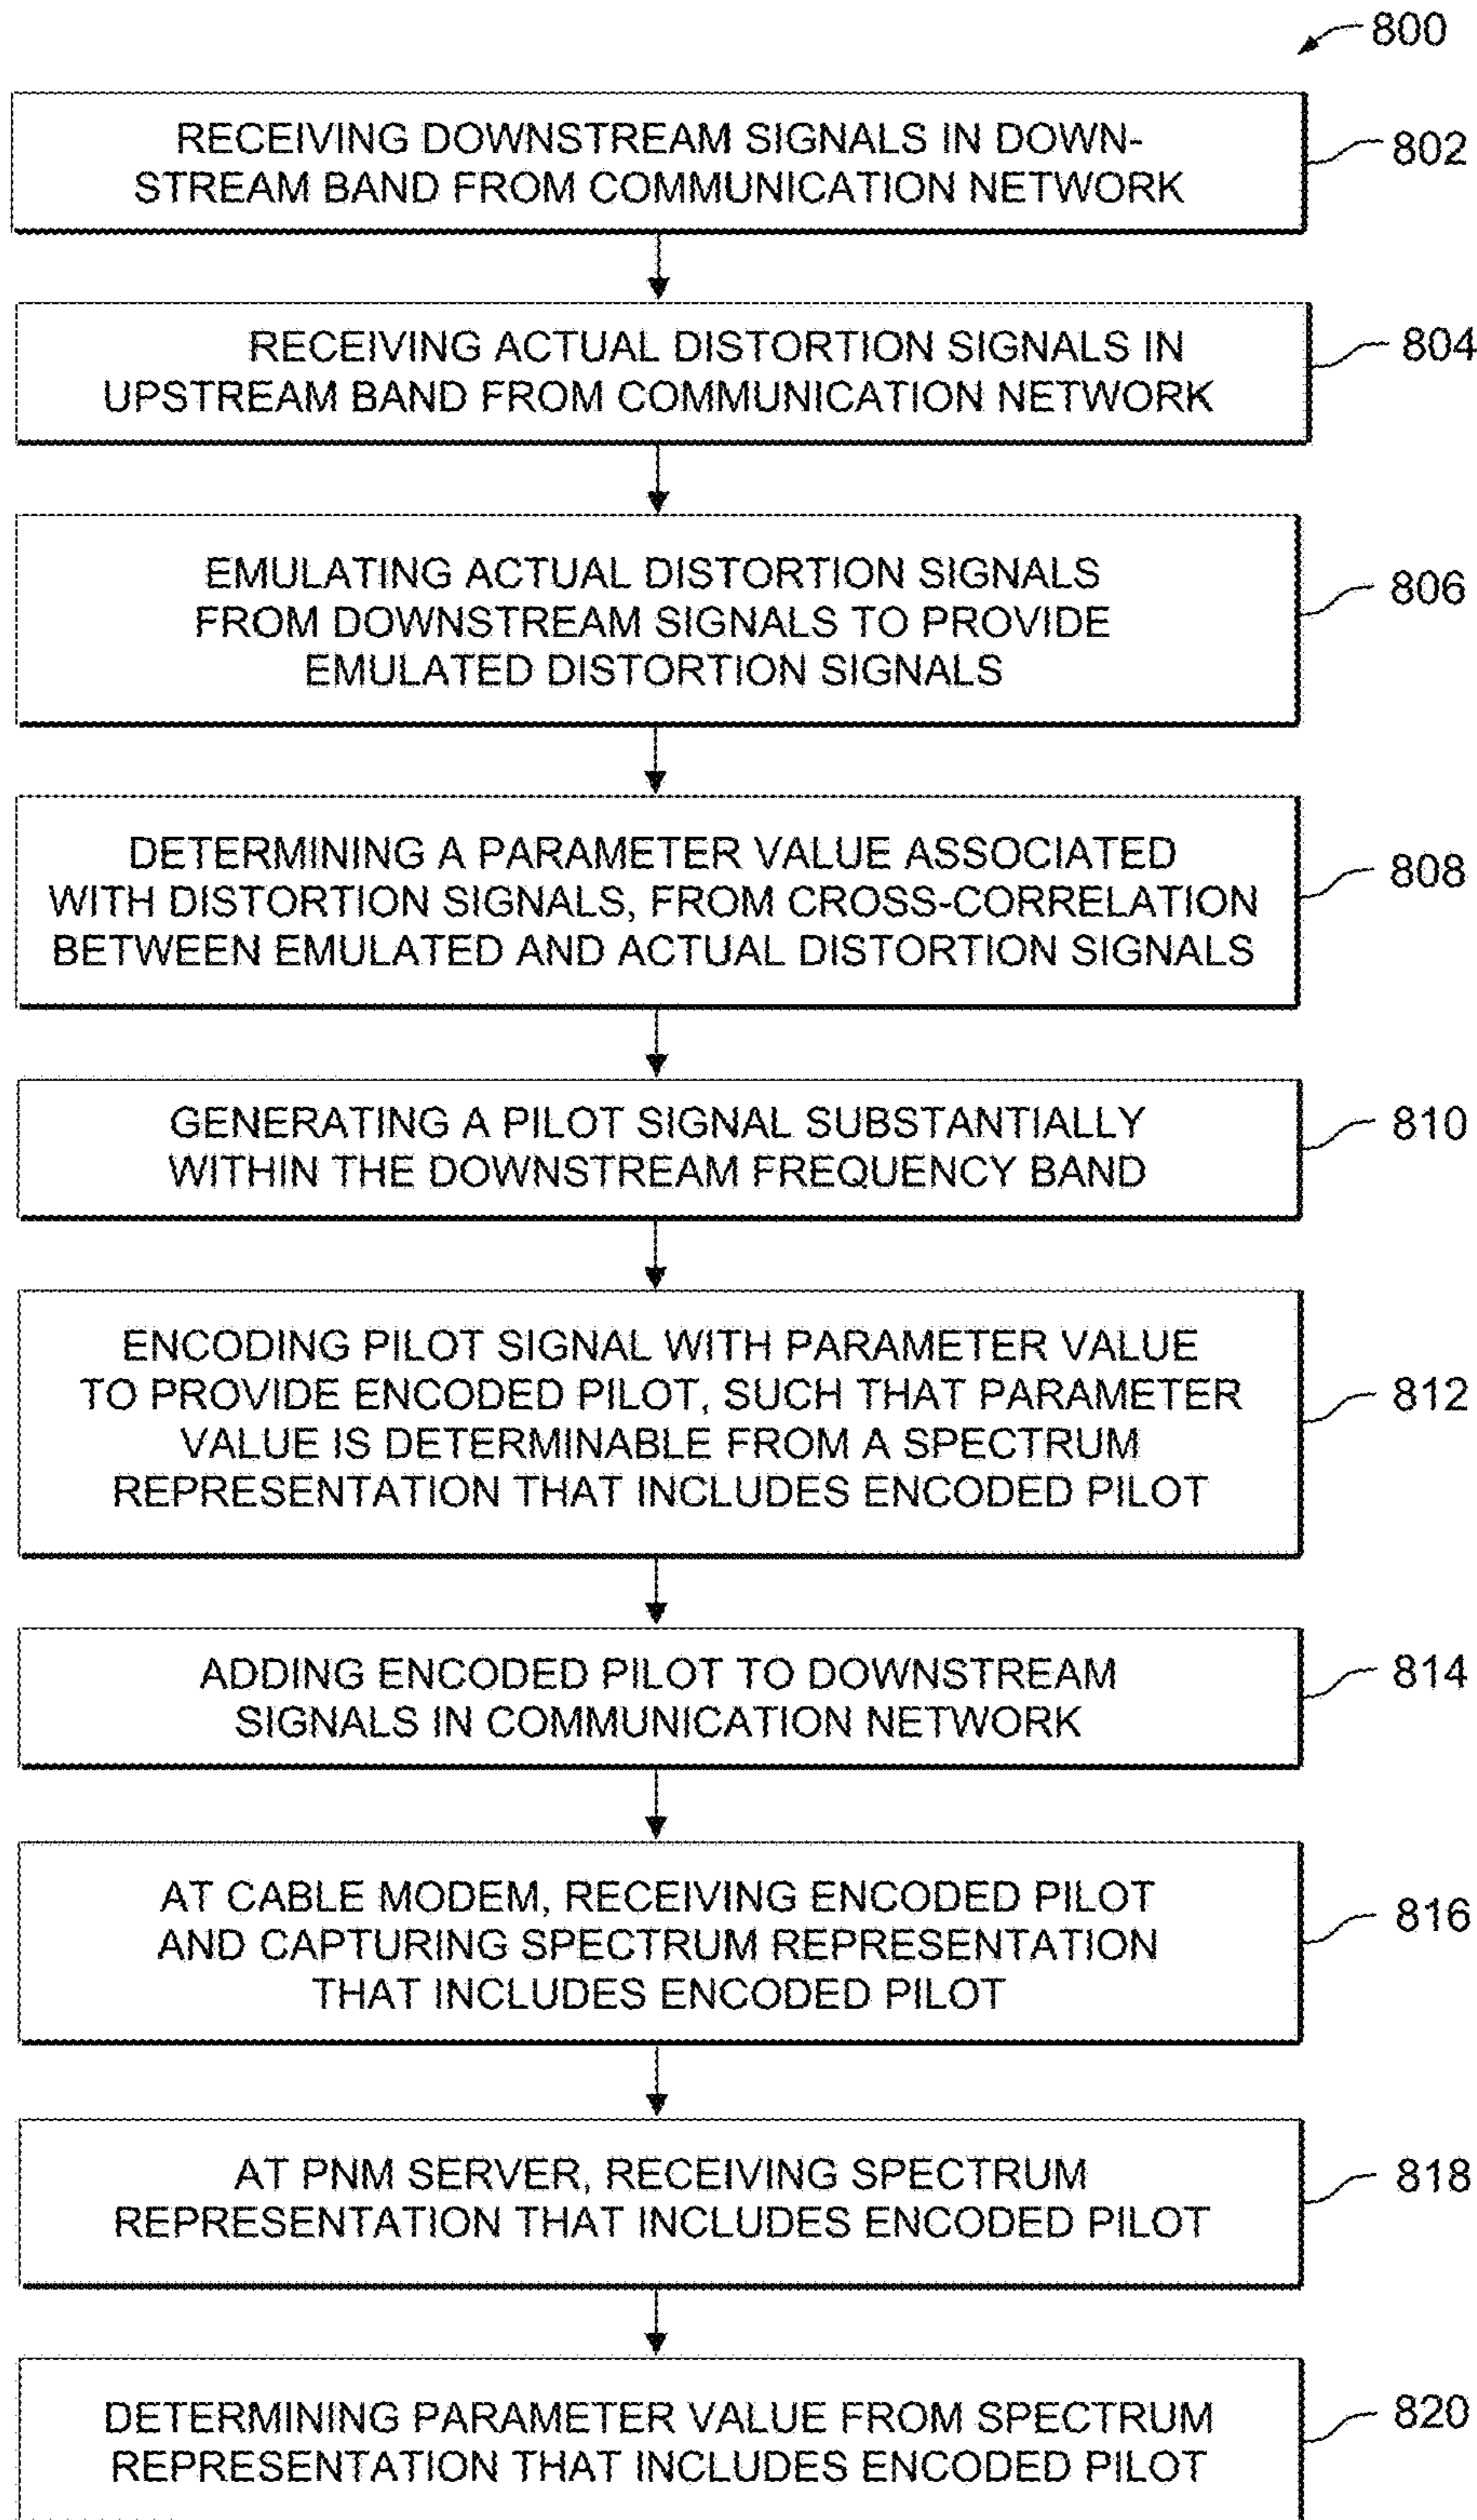 800
RECEIVING DOWNSTREAM SIGNALS IN DOWN-
STREAM BAND FROM COMMUNICATION NETWORK
802
RECEIVING ACTUAL DISTORTION SIGNALS IN
UPSTREAM BAND FROM COMMUNICATION NETWORK
804
EMULATING ACTUAL DISTORTION SIGNALS
FROM DOWNSTREAM SIGNALS TO PROVIDE
EMULATED DISTORTION SIGNALS
806
DETERMINING A PARAMETER VALUE ASSOCIATED
WITH DISTORTION SIGNALS, FROM CROSS-CORRELATION
BETWEEN EMULATED AND ACTUAL DISTORTION SIGNALS
808
GENERATING A PILOT SIGNAL SUBSTANTIALLY
WITHIN THE DOWNSTREAM FREQUENCY BAND
810
ENCODING PILOT SIGNAL WITH PARAMETER VALUE
TO PROVIDE ENCODED PILOT, SUCH THAT PARAMETER
VALUE IS DETERMINABLE FROM A SPECTRUM
REPRESENTATION THAT INCLUDES ENCODED PILOT
812
ADDING ENCODED PILOT TO DOWNSTREAM
SIGNALS IN COMMUNICATION NETWORK
814
AT CABLE MODEM, RECEIVING ENCODED PILOT
AND CAPTURING SPECTRUM REPRESENTATION
THAT INCLUDES ENCODED PILOT
816
AT PNM SERVER, RECEIVING SPECTRUM
REPRESENTATION THAT INCLUDES ENCODED PILOT
818
DETERMINING PARAMETER VALUE FROM SPECTRUM
REPRESENTATION THAT INCLUDES ENCODED PILOT
820